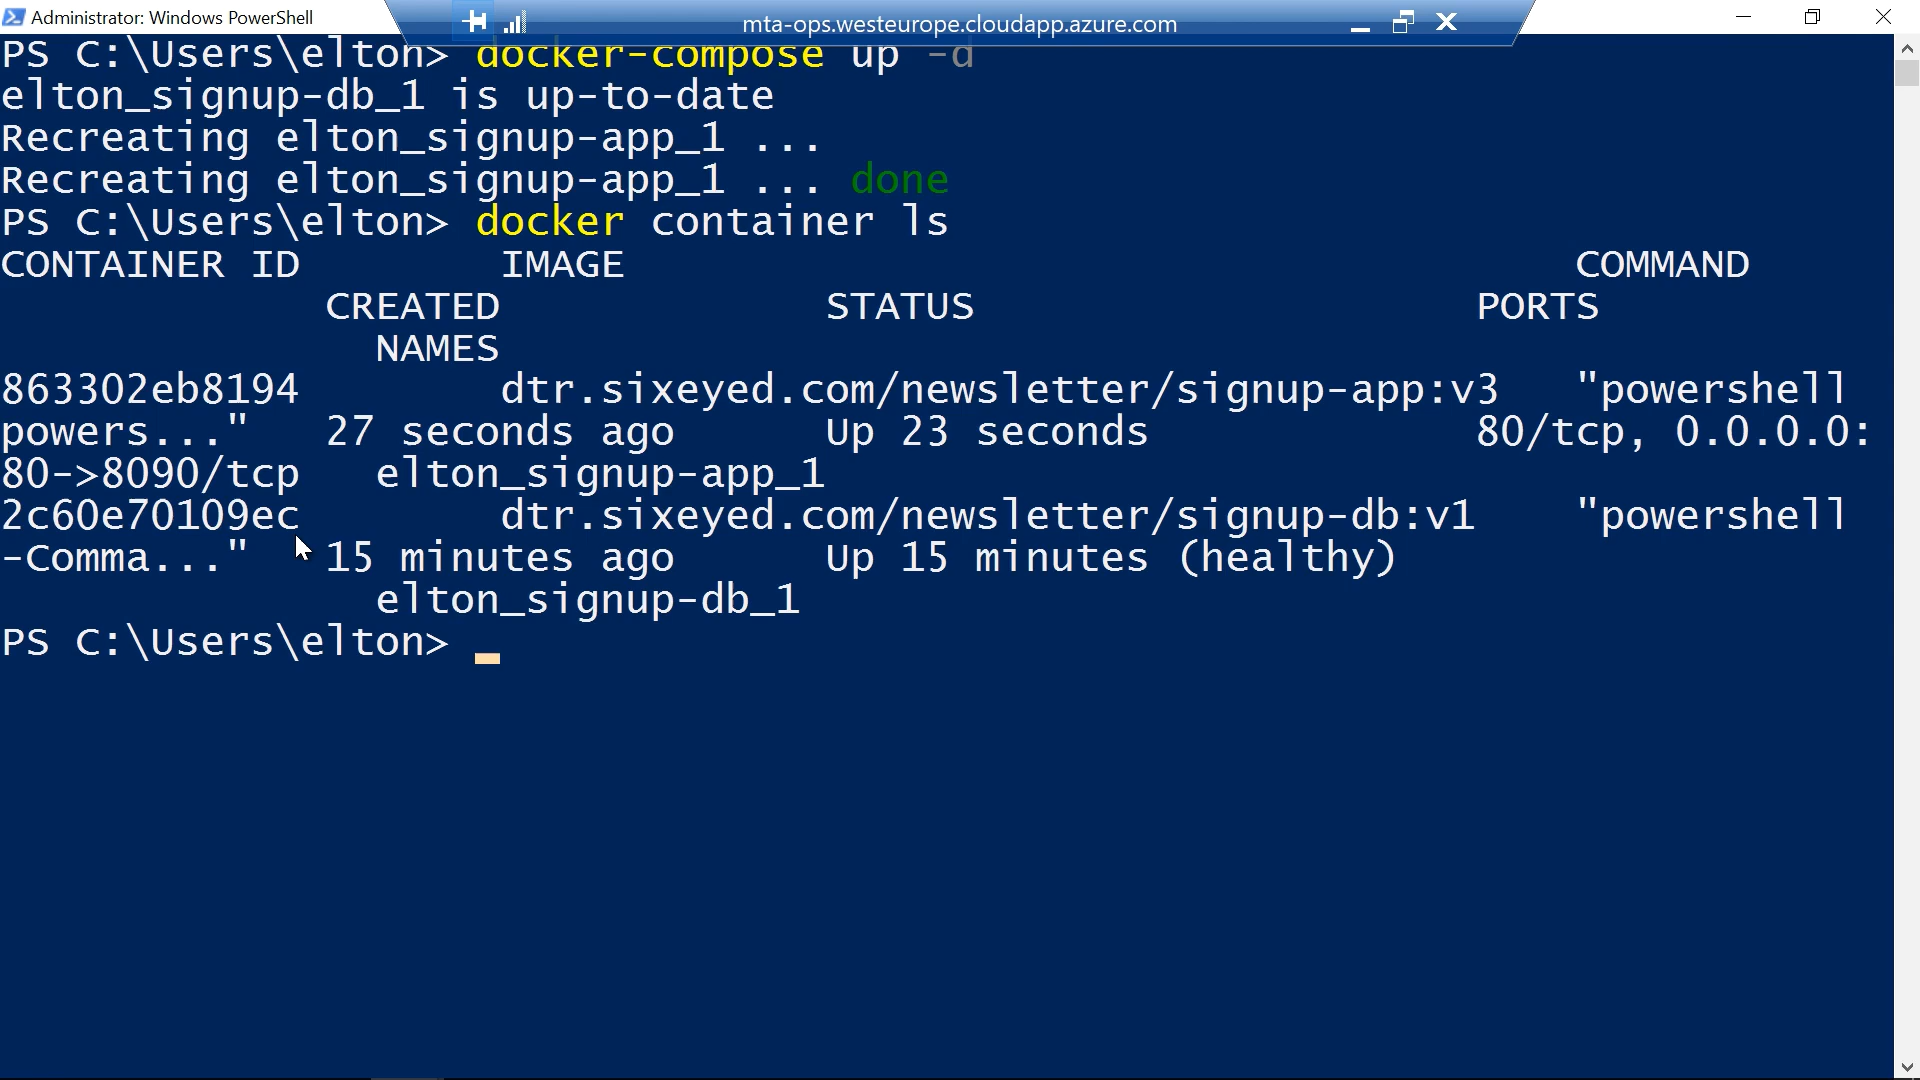 Administrator: Windows PowerShell
mta-ops.westeurope.cloudapp.azure.com
PS C:\Users\elton> docker-compose up -d
elton_signup-db_1 is up-to-date
Recreating elton_signup-app_1 ...
Recreating elton_signup-app_1 ... done
PS C:\Users\elton> docker container ls
CONTAINER ID IMAGE COMMAND
CREATED STATUS PORTS
NAMES
863302eb8194 dtr.sixeyed.com/newsletter/signup-app:v3 "powershell
powers..." 27 seconds ago Up 23 seconds 80/tcp, 0.0.0.0:
80->8090/tcp elton_signup-app_1
2c60e70109ec dtr.sixeyed.com/newsletter/signup-db:v1 "powershell
-Comma..." 15 minutes ago Up 15 minutes (healthy)
elton_signup-db_1
PS C:\Users\elton>